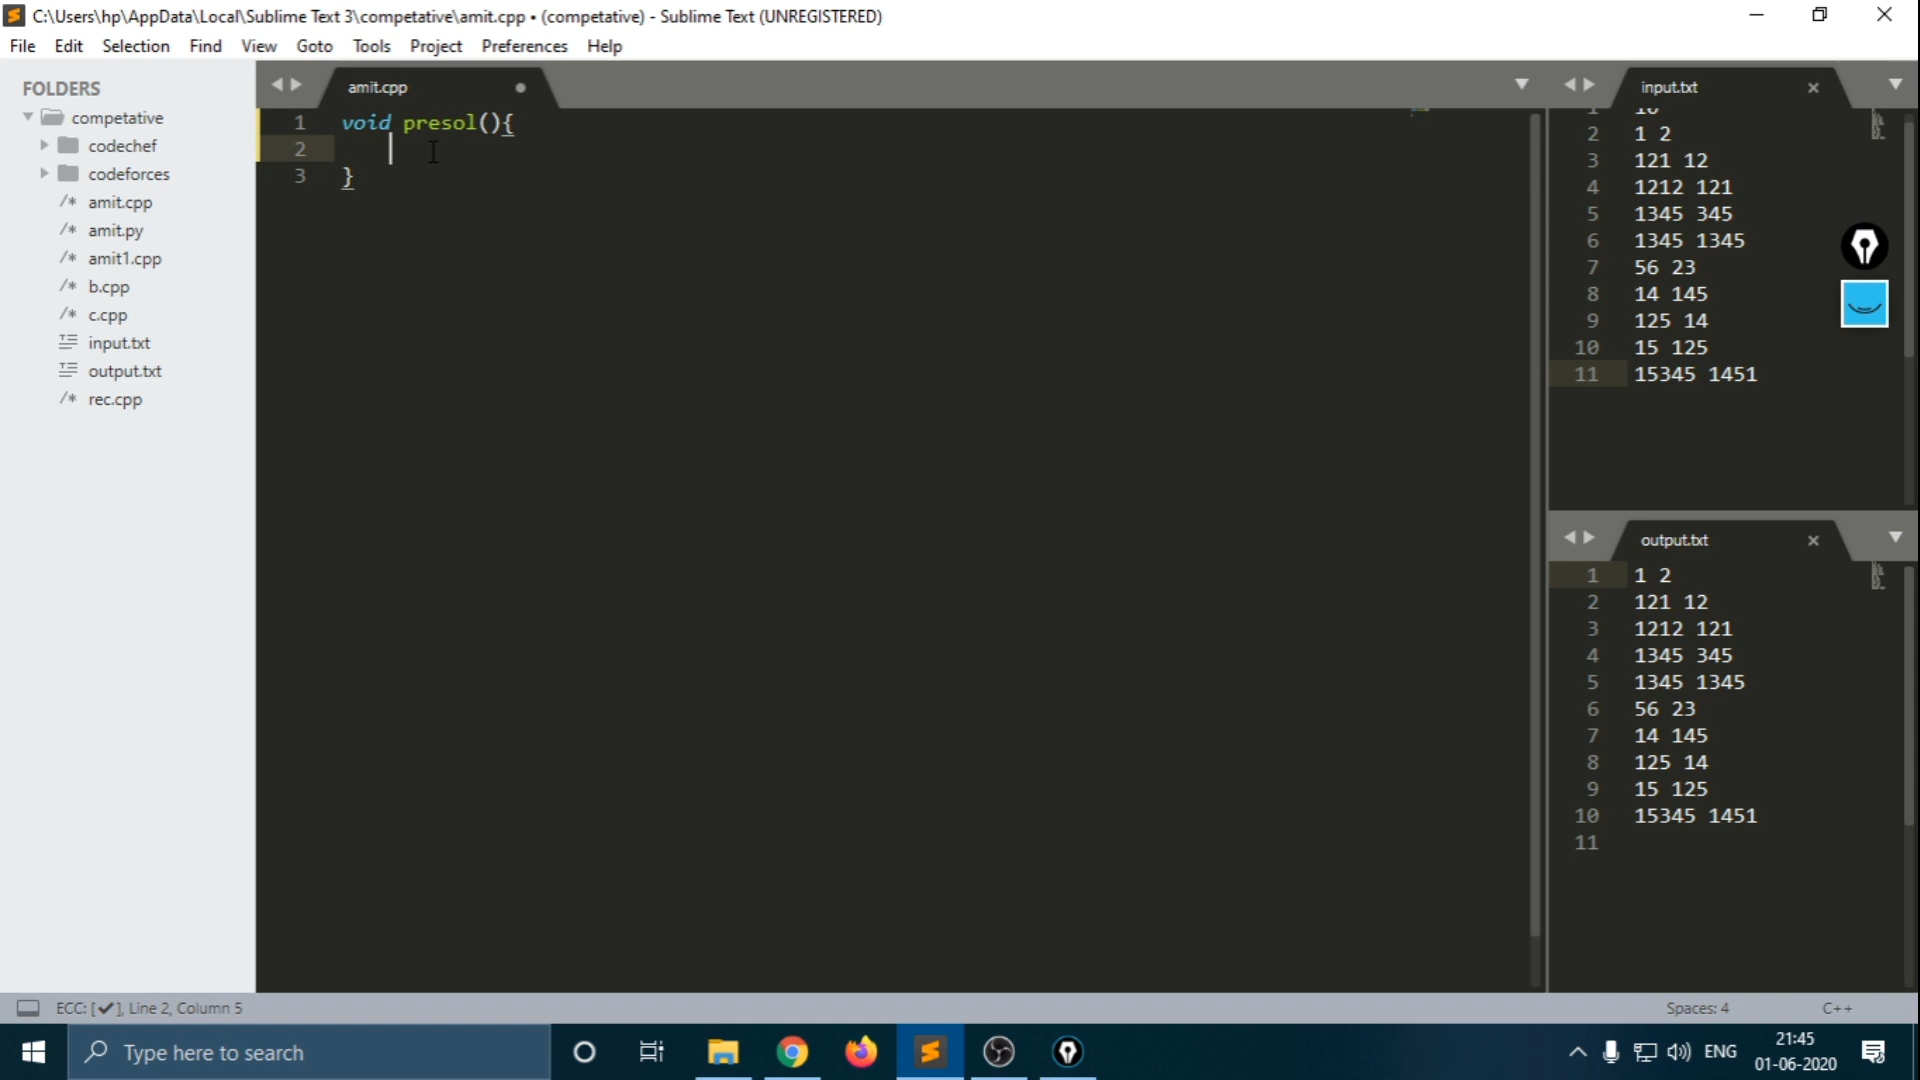 C:\Users\hp\AppData\Local\Sublime Text 3\competative\amit.cpp • (competative) - Sublime Text (UNREGISTERED)
File Edit Selection Find View Goto Tools Project Preferences Help
FOLDERS
competative
codechef
codeforces
/* amit.cpp
/* amit.py
/* amit1.cpp
/* b.cpp
/* c.cpp
input.txt
output.txt
/* rec.cpp
amit.cpp
1 void presol(){
2
3 }
input.txt
1 10
2 1 2
3 121 12
4 1212 121
5 1345 345
6 1345 1345
7 56 23
8 14 145
9 125 14
10 15 125
11 15345 1451
output.txt
1 1 2
2 121 12
3 1212 121
4 1345 345
5 1345 1345
6 56 23
7 14 145
8 125 14
9 15 125
10 15345 1451
11
ECC: [✔], Line 2, Column 5
Spaces: 4
C++
Type here to search
ENG
21:45
01-06-2020